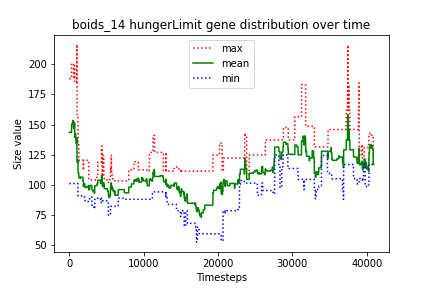 boids_14 hungerLimit gene distribution over time
max
mean
min
Size value
200
175
150
125
100
75
50
0
10000
20000
30000
40000
Timesteps